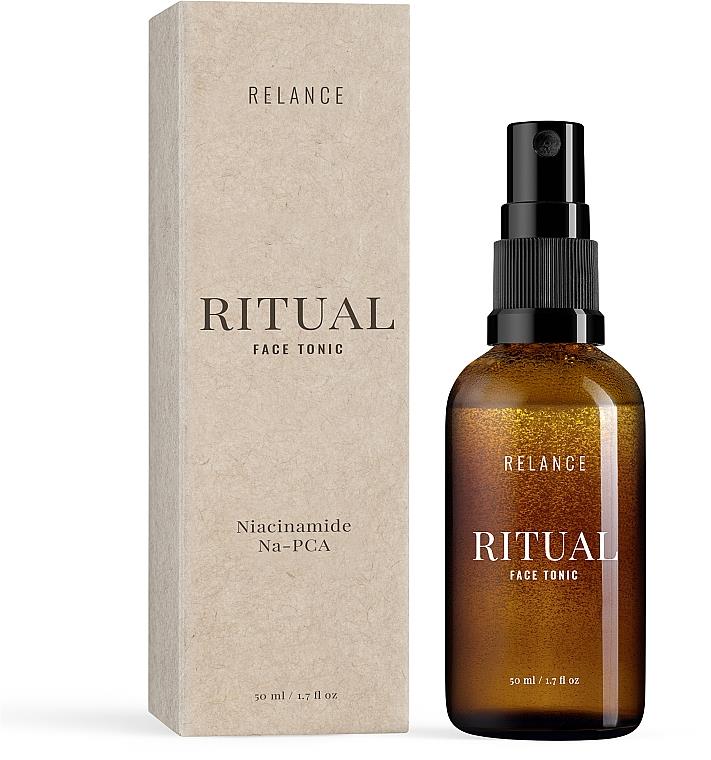 RELANCE
RITUAL
FACE TONIC
Niacinamide
Na-PCA
50 ml / 1.7 fl oz
RELANCE
RITUAL
FACE TONIC
50 ml / 1.7 fl oz